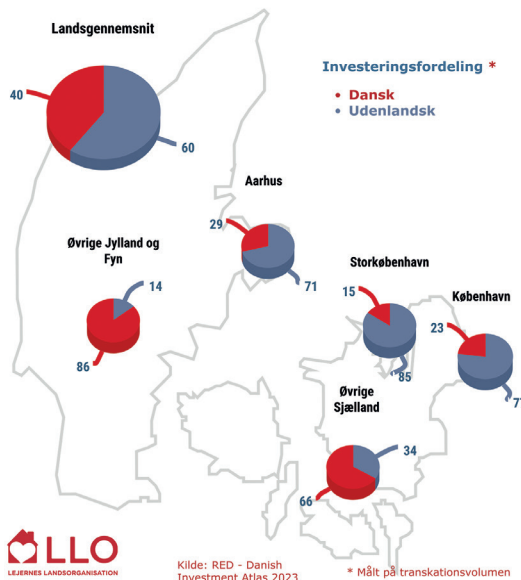 Landsgennemsnit
40
60
Investeringsfordeling *
• Dansk
• Udenlandsk
Aarhus
29
71
Øvrige Jylland og
Fyn
14
86
Storkøbenhavn
15
85
København
23
Øvrige
Sjælland
34
66
LLO
LEJERNES LANDSORGANISATION
Kilde: RED - Danish
Investment Atlas 2023
* Målt på transkationsvolumen